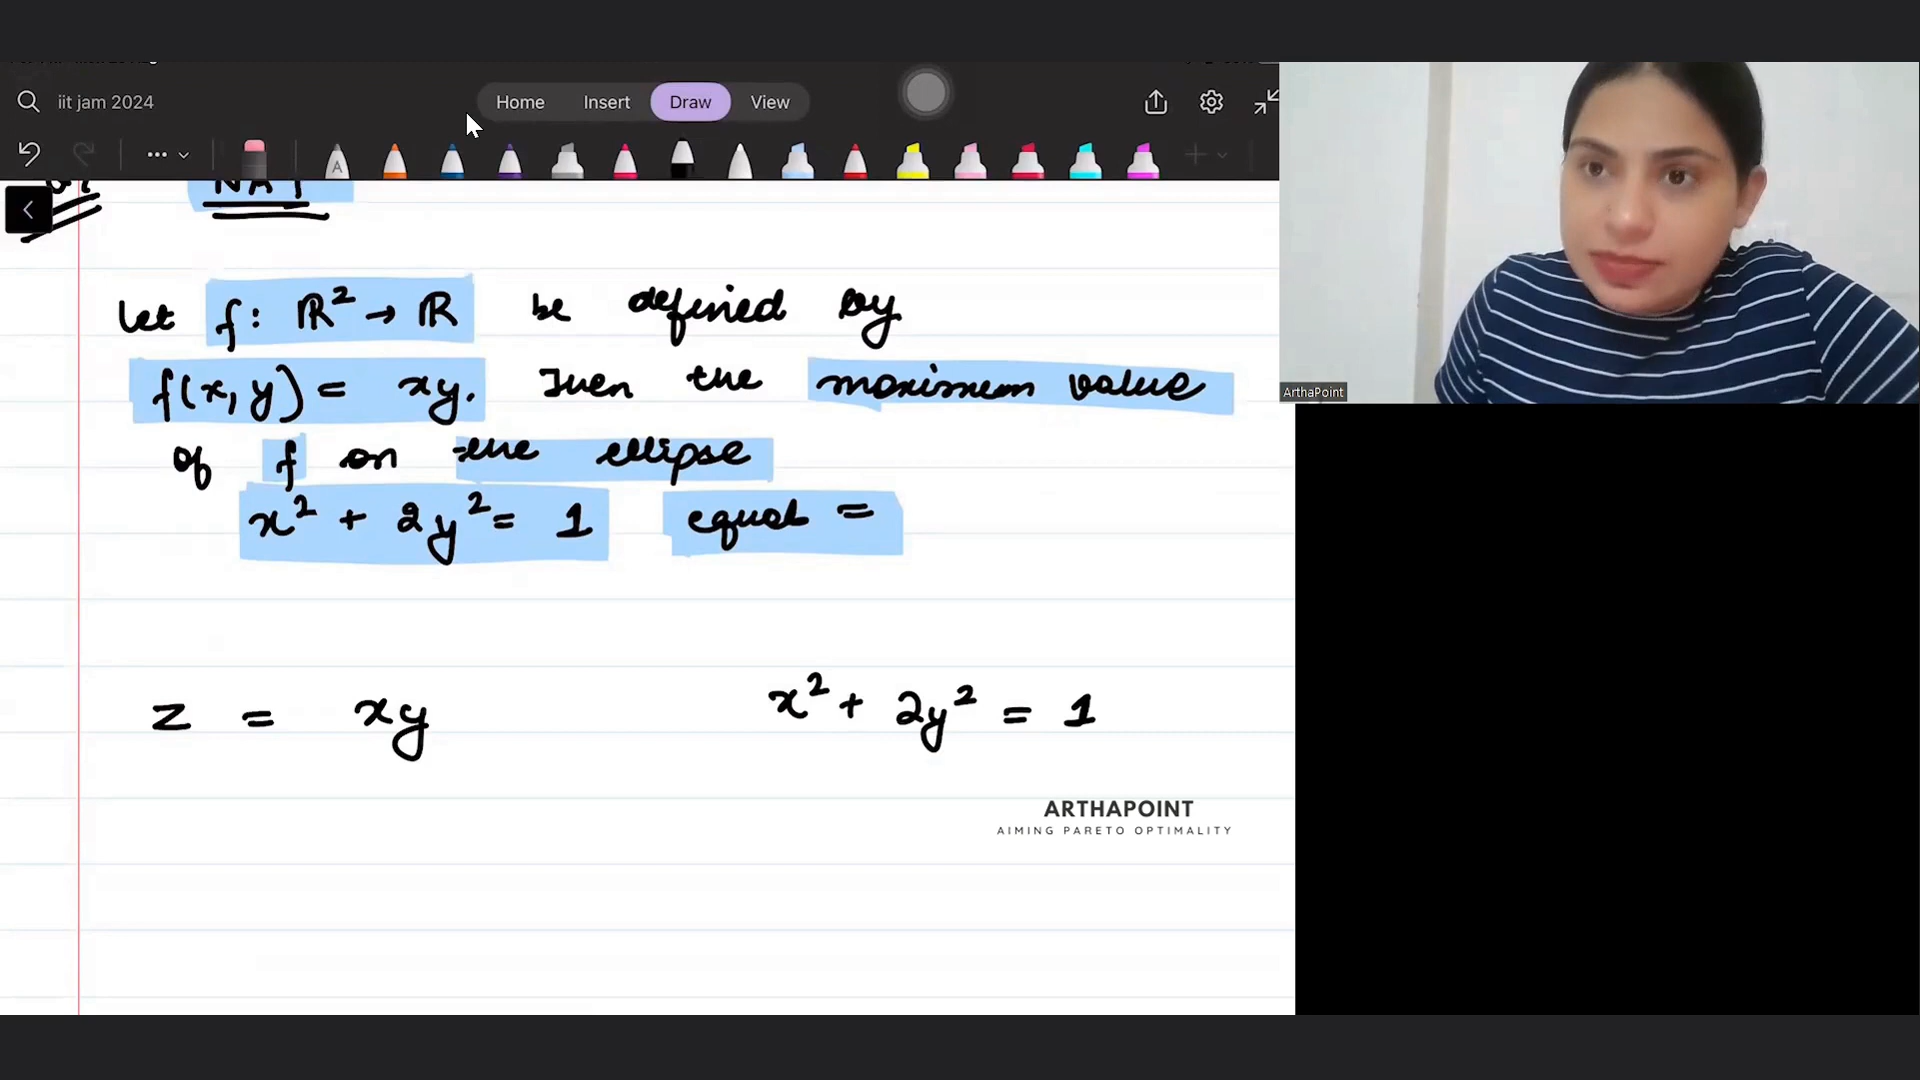 iit jam 2024
Home Insert Draw View
NAT
Let f: ℝ² → ℝ be defined by
f(x, y) = xy. Then the maximum value
of f on the ellipse
x² + 2y² = 1 equal =
z = xy x² + 2y² = 1
ARTHAPOINT
AIMING PARETO OPTIMALITY
ArthaPoint